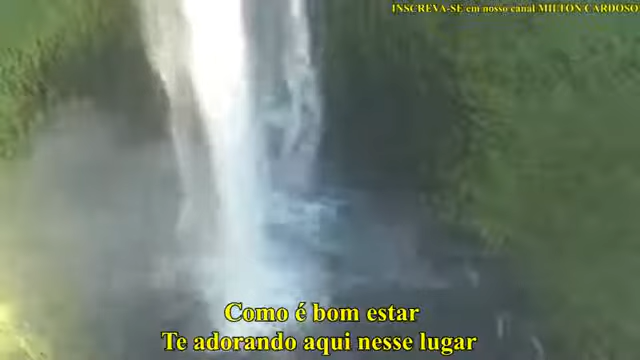 INSCREVA-SE em nosso canal MILTON CARDOSO
Como é bom estar
Te adorando aqui nesse lugar